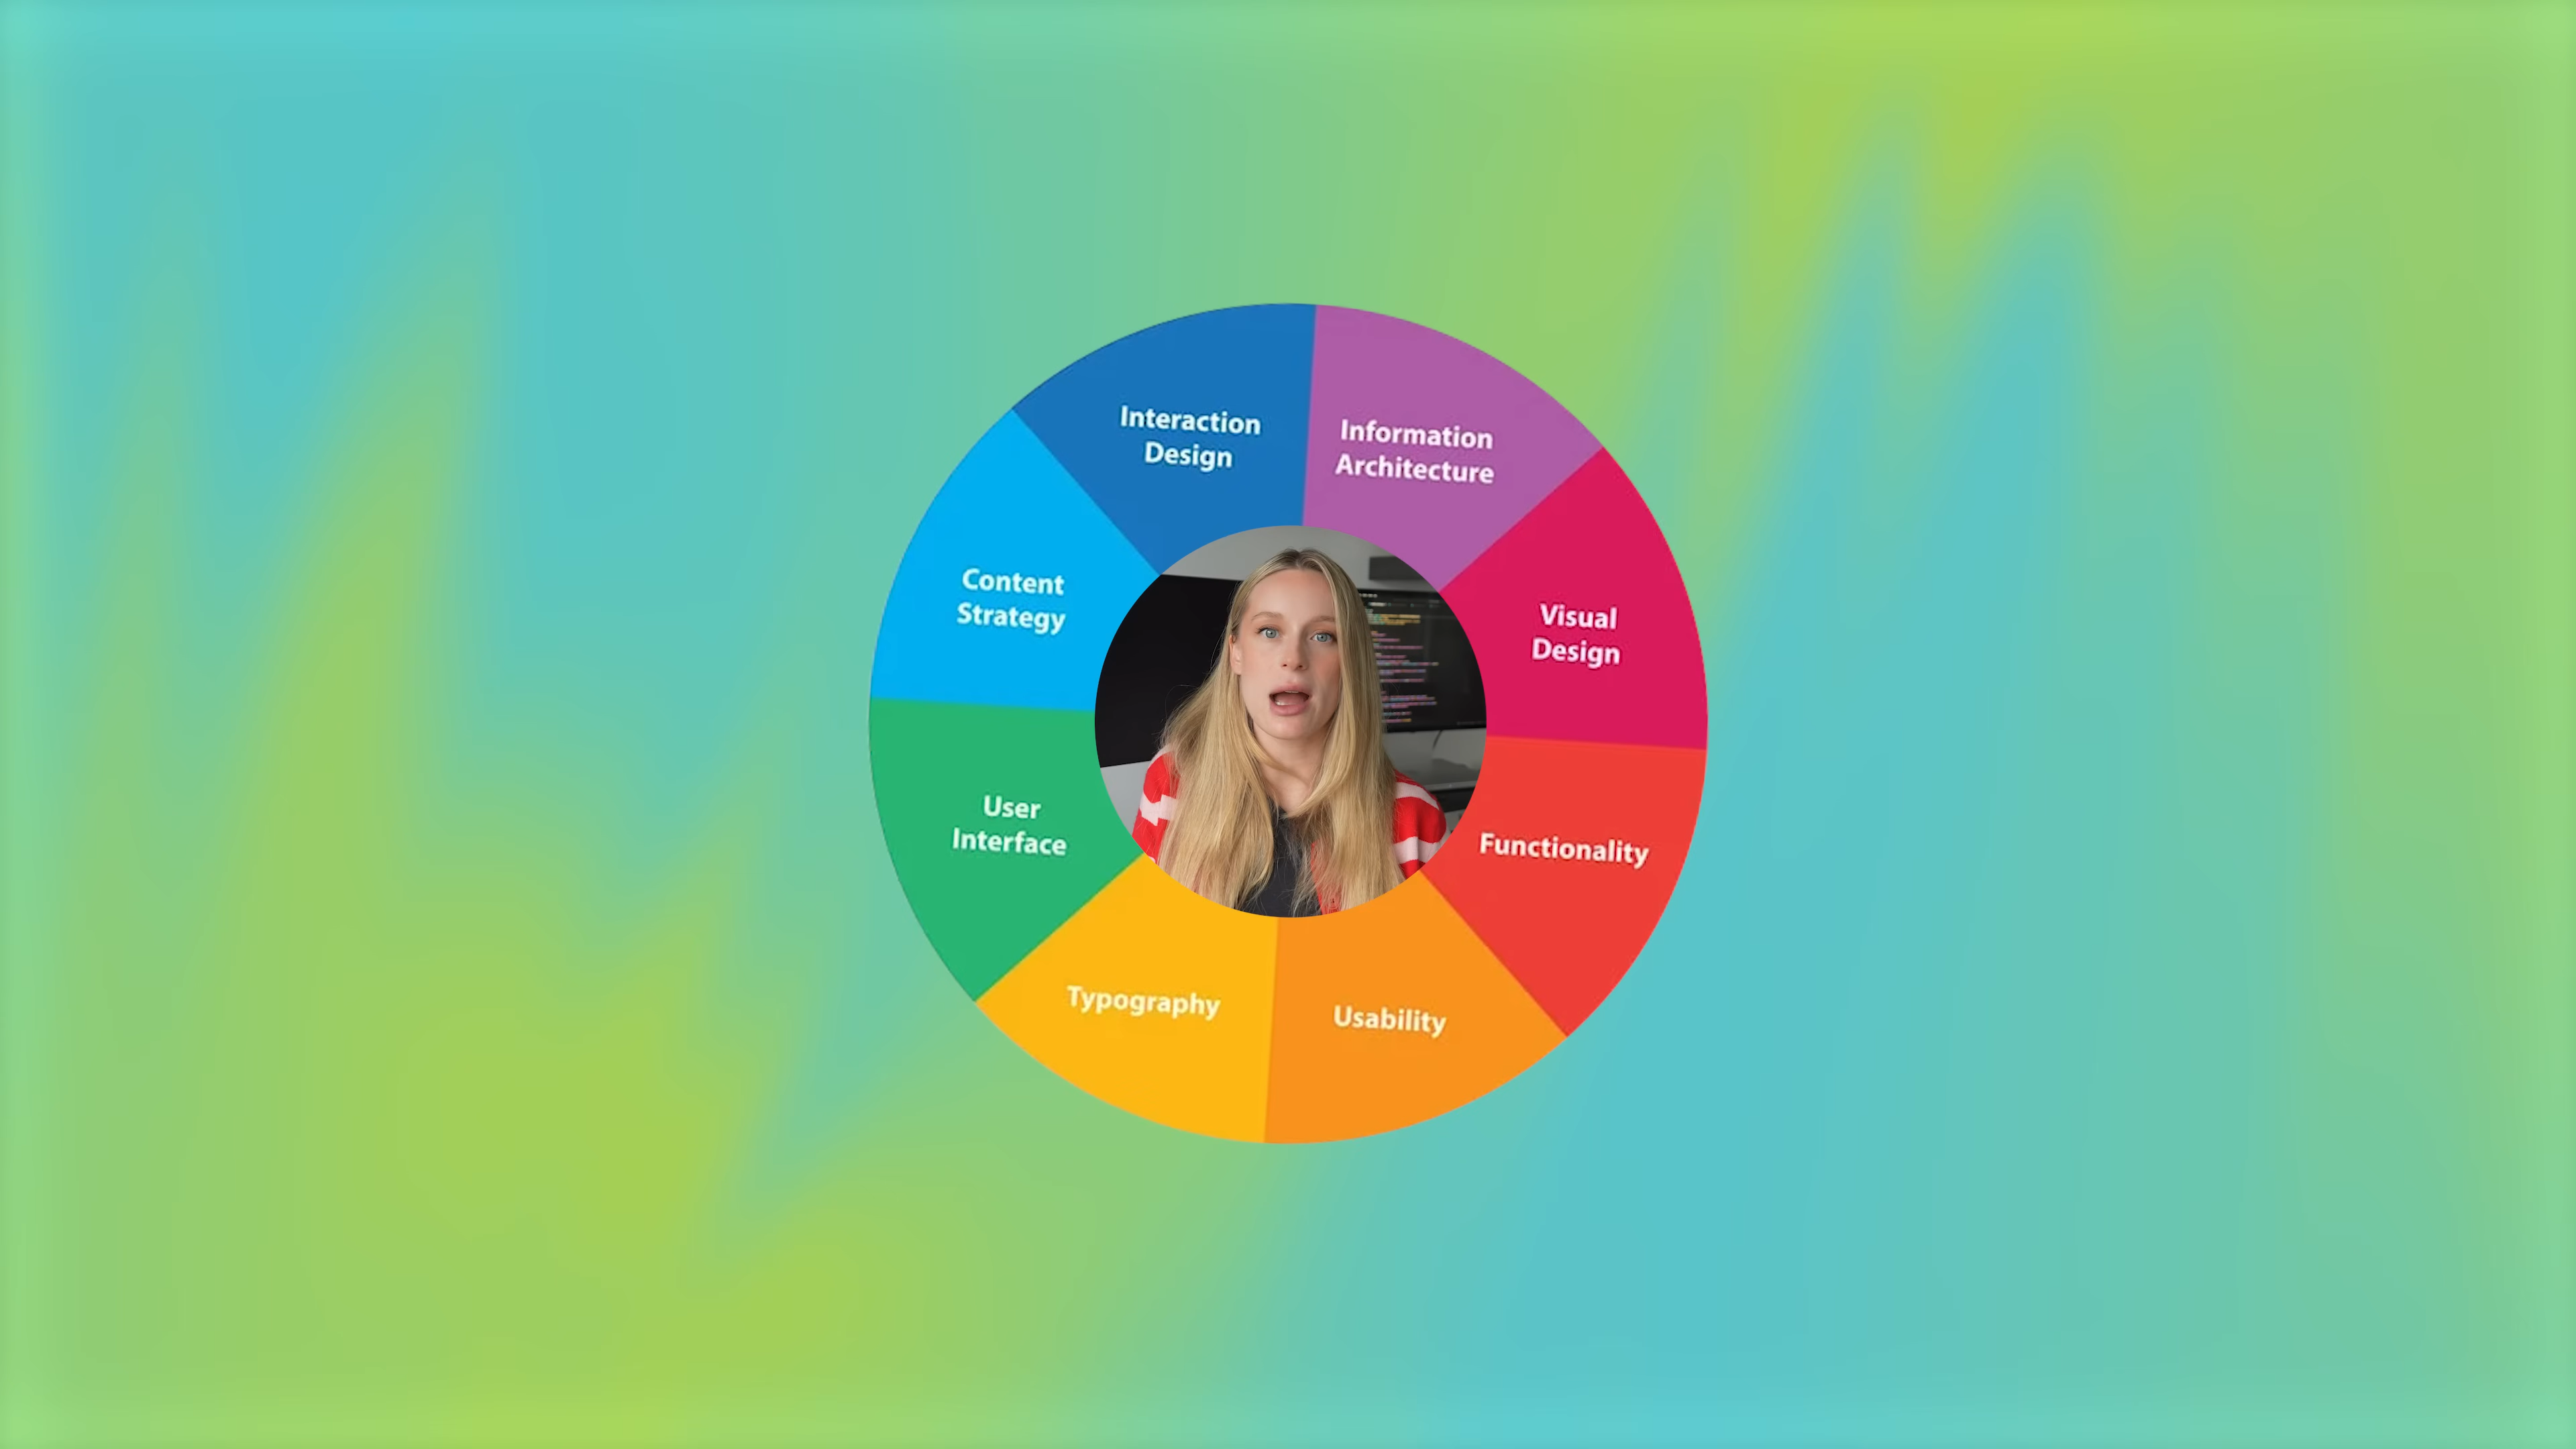 Interaction
Design
Information
Architecture
Visual
Design
Functionality
Usability
Typography
User
Interface
Content
Strategy